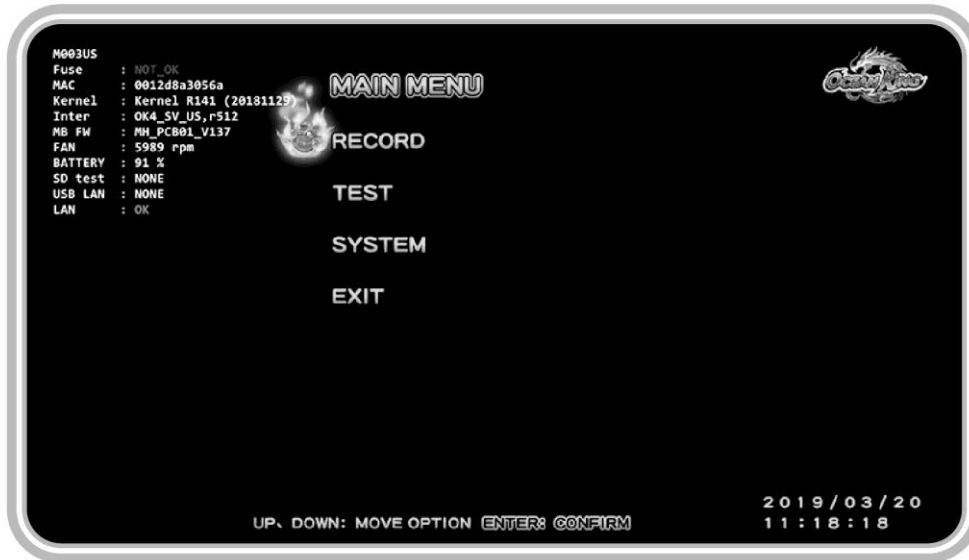 M003US
Fuse : NOT_OK
MAC : 0012d8a3056a
Kernel : Kernel R141 (20181129)
Inter : OK4_SV_US,r512
MB FW : MH_PCB01_V137
FAN : 5989 rpm
BATTERY : 91 %
SD test : NONE
USB LAN : NONE
LAN : OK
MAIN MENU
RECORD
TEST
SYSTEM
EXIT
OCEAN KING
UP、DOWN: MOVE OPTION ENTER: CONFIRM
2019/03/20
11:18:18